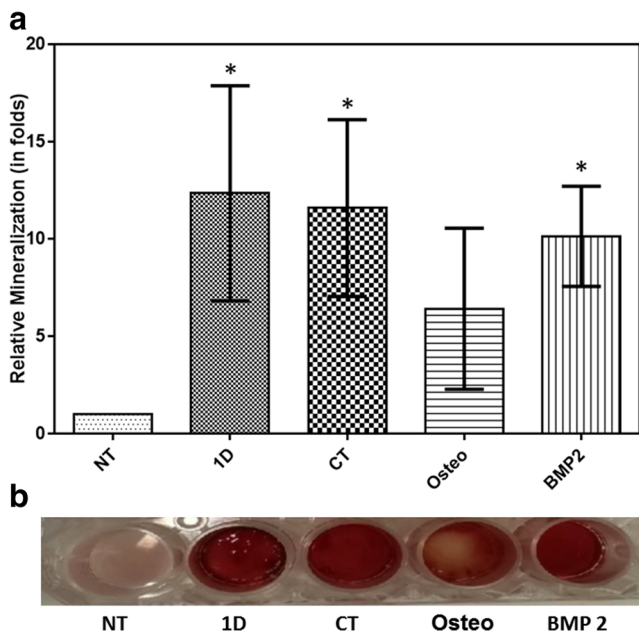 a
20
15
10
5
0
Relative Mineralization (in folds)
* * *
NT 1D CT Osteo BMP2
b
NT 1D CT Osteo BMP 2